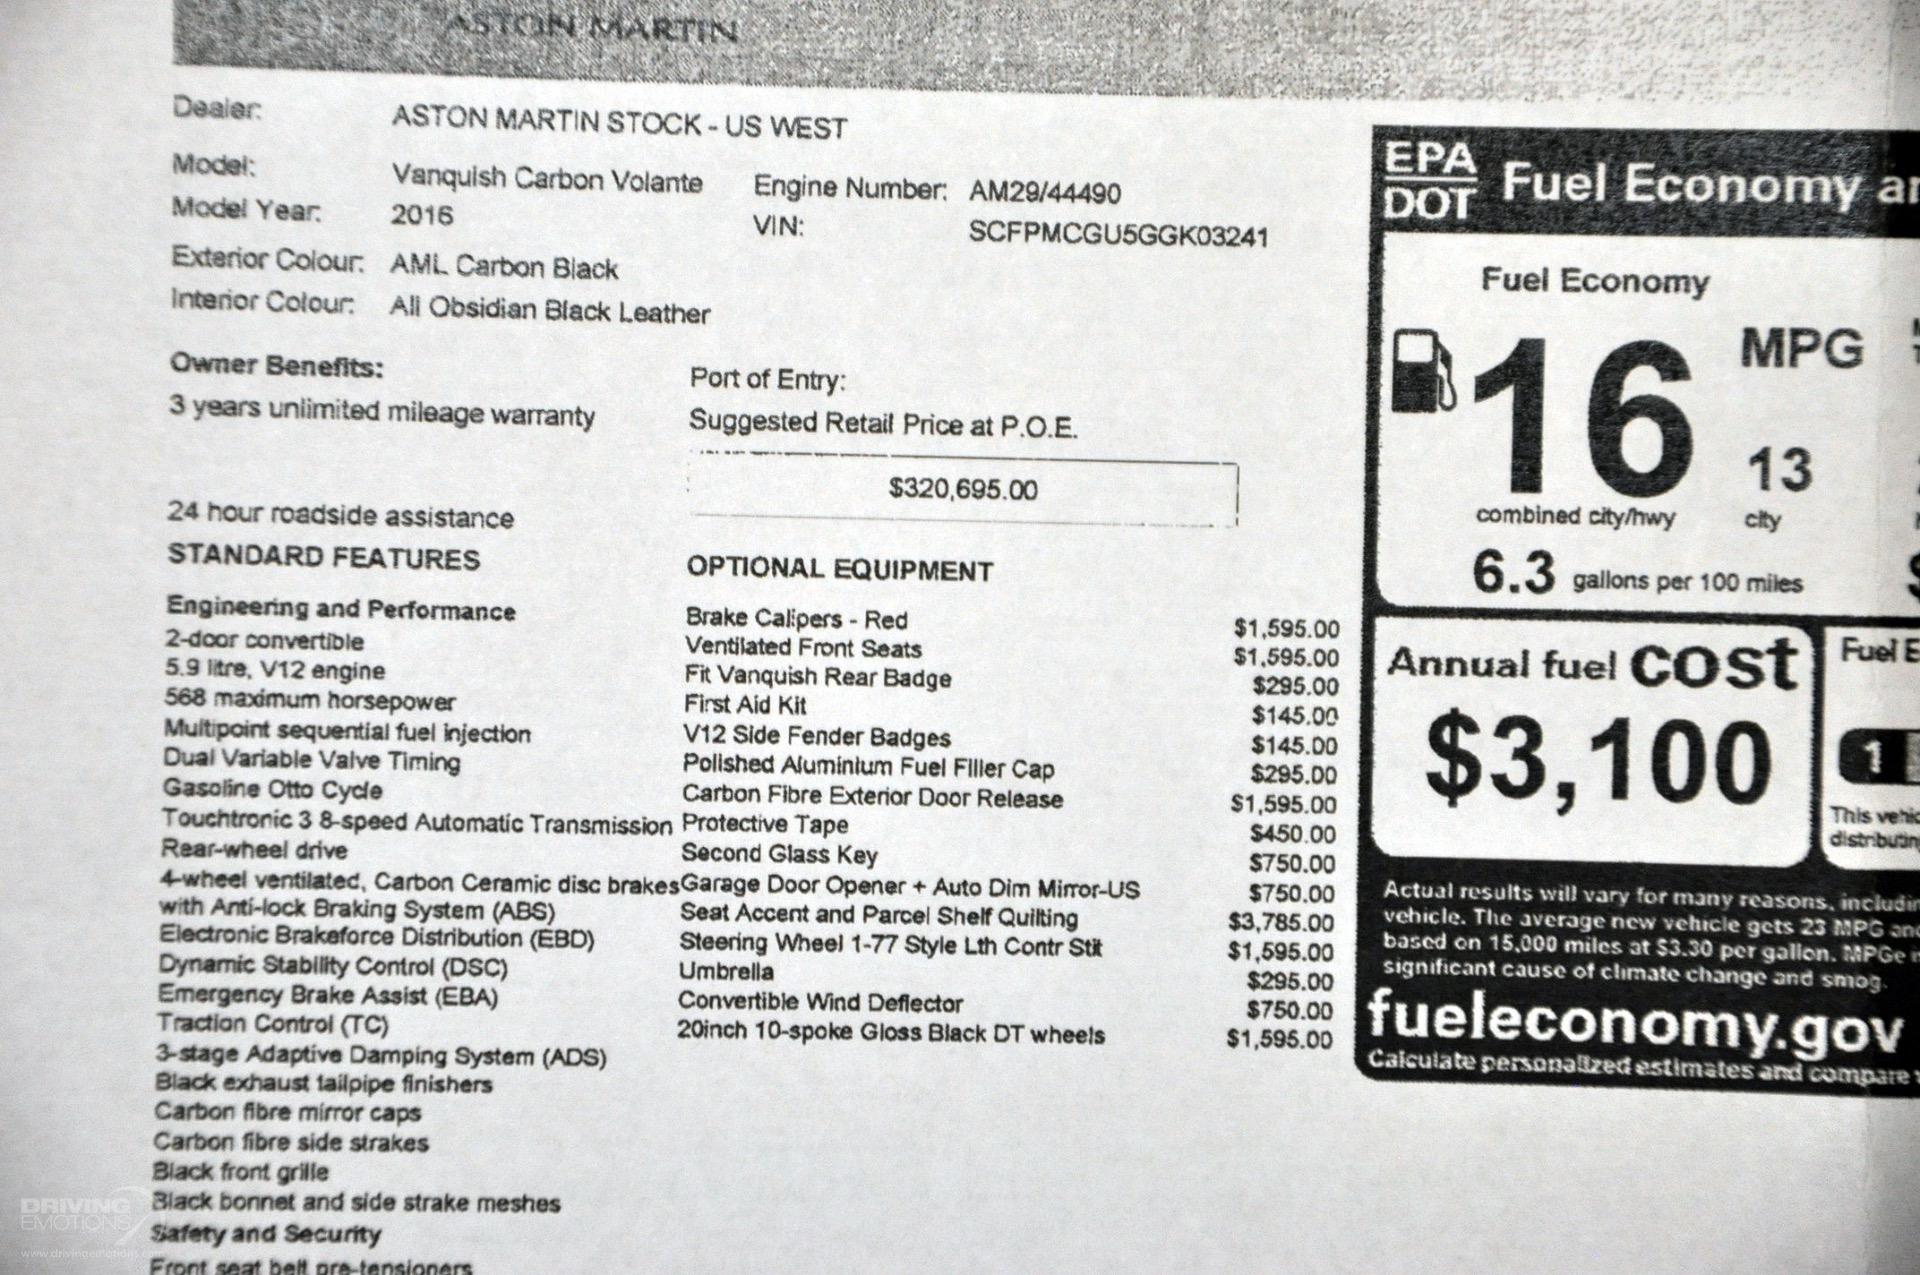 ASTON MARTIN
Dealer: ASTON MARTIN STOCK - US WEST
Model: Vanquish Carbon Volante Engine Number: AM29/44490
Model Year: 2016 VIN: SCFPMCGU5GGK03241
Exterior Colour: AML Carbon Black
Interior Colour: All Obsidian Black Leather
Owner Benefits:
3 years unlimited mileage warranty
24 hour roadside assistance
Port of Entry:
Suggested Retail Price at P.O.E.
$320,695.00
STANDARD FEATURES
Engineering and Performance
2-door convertible
5.9 litre, V12 engine
568 maximum horsepower
Multipoint sequential fuel injection
Dual Variable Valve Timing
Gasoline Otto Cycle
Touchtronic 3 8-speed Automatic Transmission
Rear-wheel drive
4-wheel ventilated, Carbon Ceramic disc brakes
with Anti-lock Braking System (ABS)
Electronic Brakeforce Distribution (EBD)
Dynamic Stability Control (DSC)
Emergency Brake Assist (EBA)
Traction Control (TC)
3-stage Adaptive Damping System (ADS)
Black exhaust tailpipe finishers
Carbon fibre mirror caps
Carbon fibre side strakes
Black front grille
Black bonnet and side strake meshes
Safety and Security
Front seat belt pre-tensioners
OPTIONAL EQUIPMENT
Brake Calipers - Red $1,595.00
Ventilated Front Seats $1,595.00
Fit Vanquish Rear Badge $295.00
First Aid Kit $145.00
V12 Side Fender Badges $145.00
Polished Aluminium Fuel Filler Cap $295.00
Carbon Fibre Exterior Door Release $1,595.00
Protective Tape $450.00
Second Glass Key $750.00
Garage Door Opener + Auto Dim Mirror-US $750.00
Seat Accent and Parcel Shelf Quilting $3,785.00
Steering Wheel 1-77 Style Lth Contr Stit $1,595.00
Umbrella $295.00
Convertible Wind Deflector $750.00
20inch 10-spoke Gloss Black DT wheels $1,595.00
EPA
DOT
Fuel Economy
Fuel Economy
16 MPG
13
combined city/hwy city
6.3 gallons per 100 miles
Annual fuel cost
$3,100
Fuel E
1
This
Actual results will vary for many reasons,
vehicle. The average new vehicle gets 23 MPG
based on 15,000 miles at $3.30 per gallon. MPGe
significant cause of climate change and smog.
fueleconomy.gov
Calculate personalized estimates and compare
DRIVING
EMOTIONS
www.drivingemotions.com